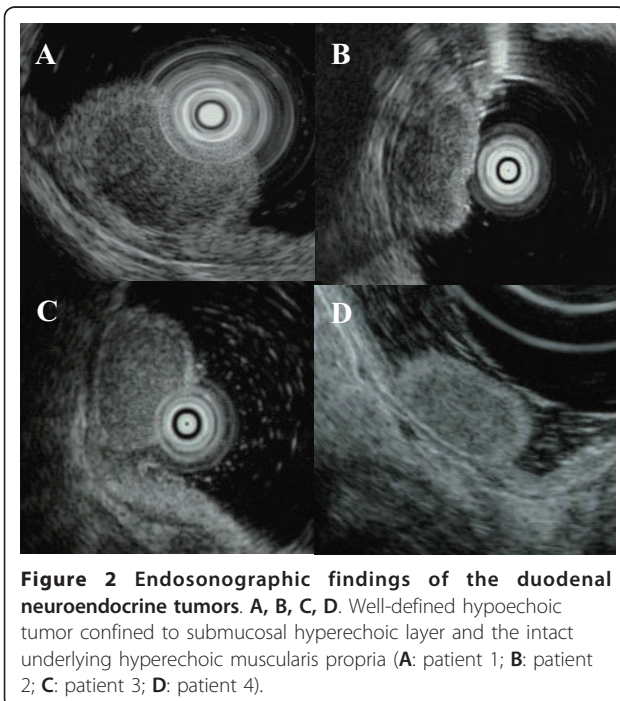 A
B
C
D
Figure 2 Endosonographic findings of the duodenal
neuroendocrine tumors. A, B, C, D. Well-defined hypoechoic
tumor confined to submucosal hyperechoic layer and the intact
underlying hyperechoic muscularis propria (A: patient 1; B: patient
2; C: patient 3; D: patient 4).